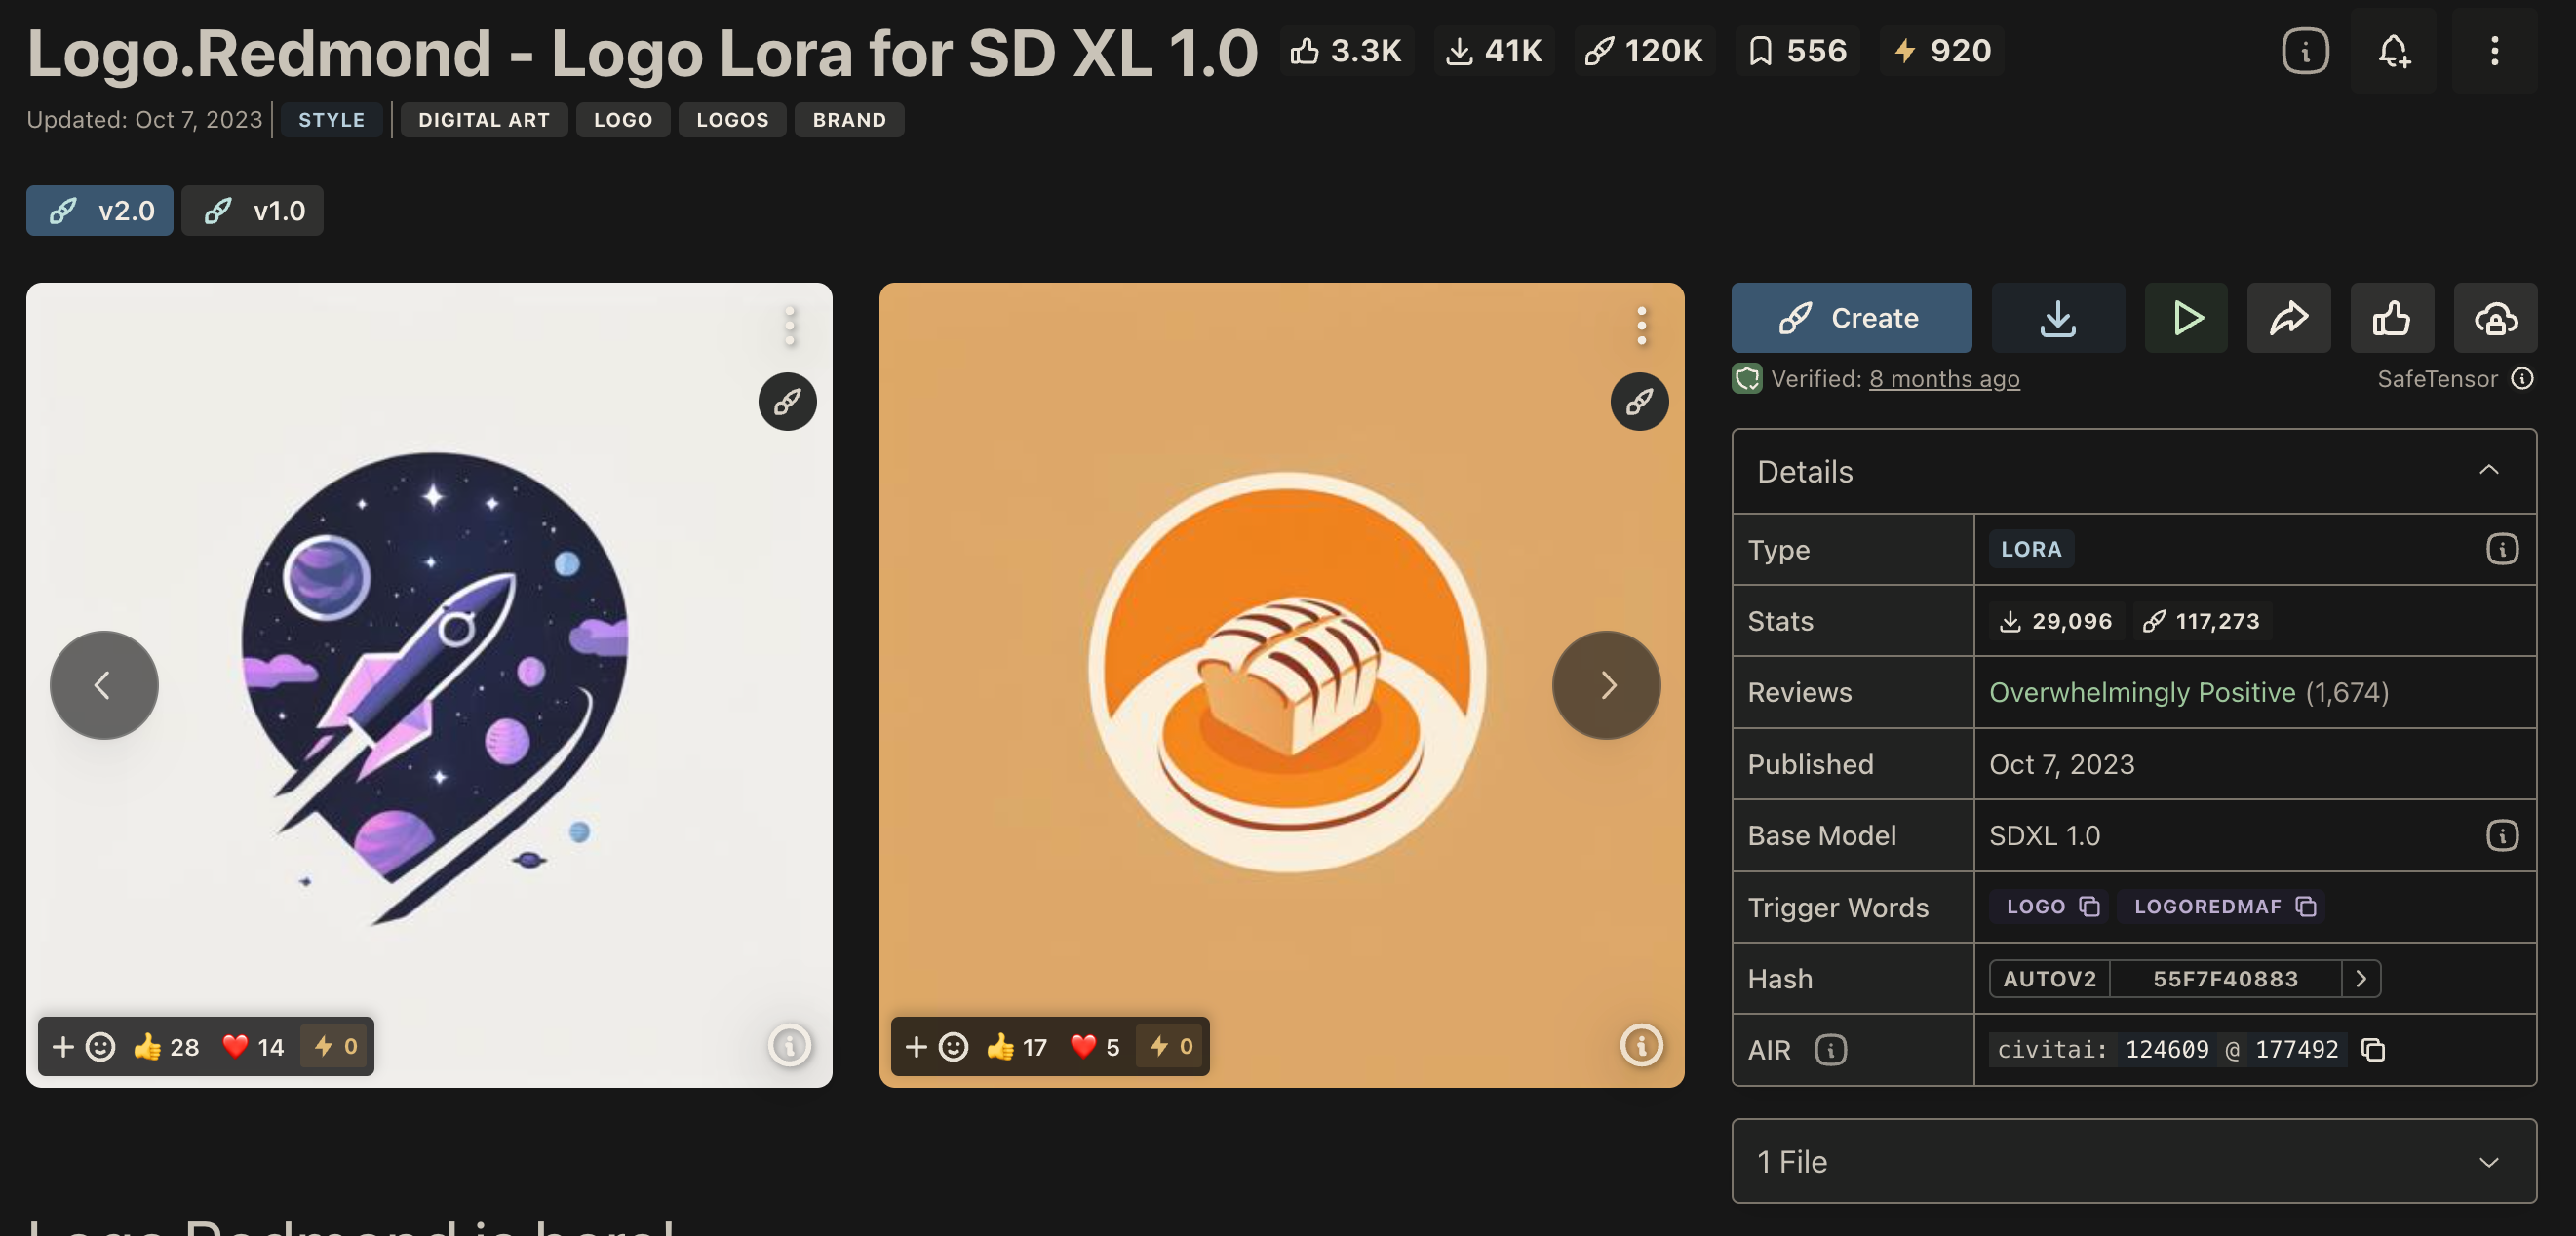 Logo.Redmond - Logo Lora for SD XL 1.0 3.3K 41K 120K 556 920
Updated: Oct 7, 2023 STYLE DIGITAL ART LOGO LOGOS BRAND
v2.0 v1.0
Create
Verified: 8 months ago SafeTensor
Details
Type LORA
Stats 29,096 117,273
Reviews Overwhelmingly Positive (1,674)
Published Oct 7, 2023
Base Model SDXL 1.0
Trigger Words LOGO LOGOREDMAF
Hash AUTOV2 55F7F40883
AIR civitai: 124609 @ 177492
28 14 0
17 5 0
1 File
Logo.Redmond is here!